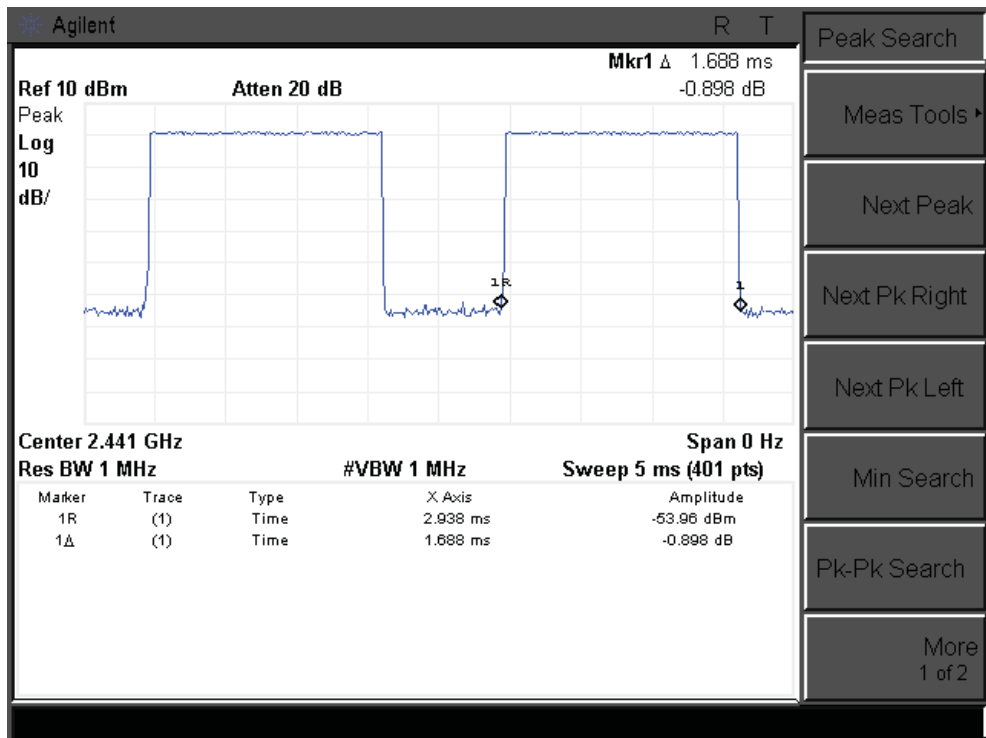 Agilent
R T
Mkr1 Δ 1.688 ms
Ref 10 dBm Atten 20 dB -0.898 dB
Peak
Log
10
dB/
1R
1
Center 2.441 GHz Span 0 Hz
Res BW 1 MHz #VBW 1 MHz Sweep 5 ms (401 pts)
Marker Trace Type X Axis Amplitude
1R (1) Time 2.938 ms -53.96 dBm
1Δ (1) Time 1.688 ms -0.898 dB
Peak Search
Meas Tools
Next Peak
Next Pk Right
Next Pk Left
Min Search
Pk-Pk Search
More
1 of 2